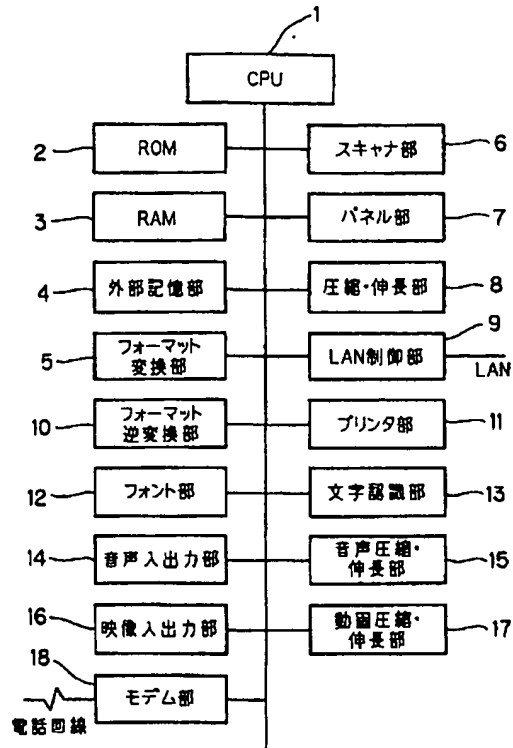 1
CPU
2
ROM
スキャナ部
6
3
RAM
パネル部
7
4
外部記憶部
圧縮・伸長部
8
5
フォーマット
変換部
LAN制御部
9
LAN
10
フォーマット
逆変換部
プリンタ部
11
12
フォント部
文字認識部
13
14
音声入出力部
音声圧縮・
伸長部
15
16
映像入出力部
動画圧縮・
伸長部
17
18
モデム部
電話回線